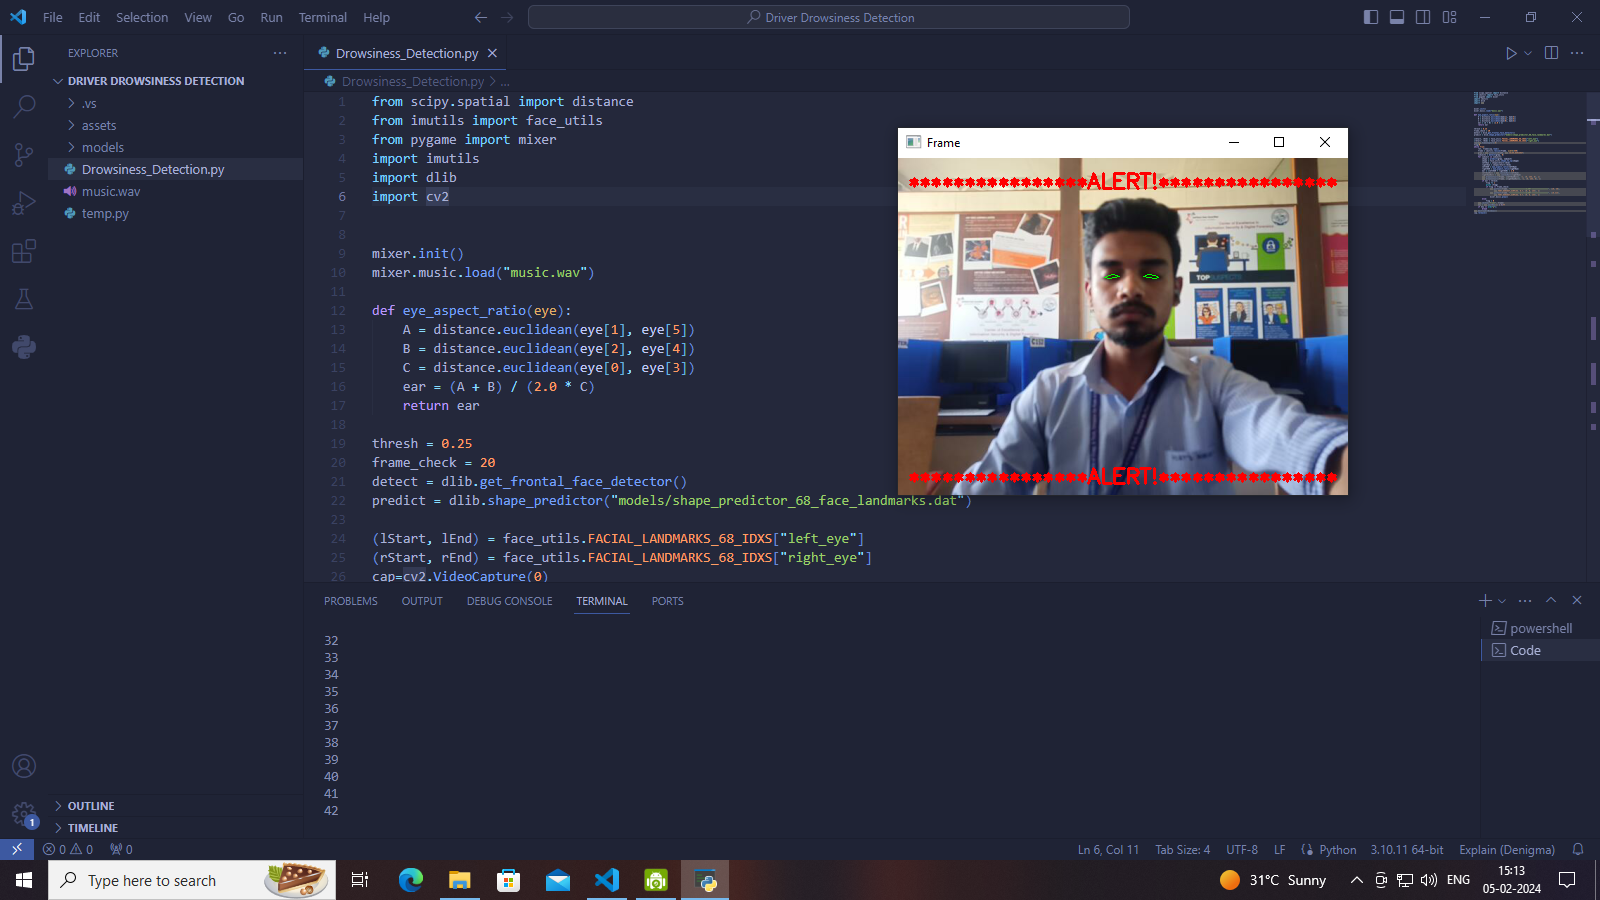 File Edit Selection View Go Run Terminal Help
Driver Drowsiness Detection
EXPLORER
DRIVER DROWSINESS DETECTION
.vs
assets
models
Drowsiness_Detection.py
music.wav
temp.py
OUTLINE
TIMELINE
Drowsiness_Detection.py
Drowsiness_Detection.py > ...
1 from scipy.spatial import distance
2 from imutils import face_utils
3 from pygame import mixer
4 import imutils
5 import dlib
6 import cv2
7
8
9 mixer.init()
10 mixer.music.load("music.wav")
11
12 def eye_aspect_ratio(eye):
13 A = distance.euclidean(eye[1], eye[5])
14 B = distance.euclidean(eye[2], eye[4])
15 C = distance.euclidean(eye[0], eye[3])
16 ear = (A + B) / (2.0 * C)
17 return ear
18
19 thresh = 0.25
20 frame_check = 20
21 detect = dlib.get_frontal_face_detector()
22 predict = dlib.shape_predictor("models/shape_predictor_68_face_landmarks.dat")
23
24 (lStart, lEnd) = face_utils.FACIAL_LANDMARKS_68_IDXS["left_eye"]
25 (rStart, rEnd) = face_utils.FACIAL_LANDMARKS_68_IDXS["right_eye"]
26 cap=cv2.VideoCapture(0)
Frame
****************ALERT!****************
TOP
****************ALERT!****************
PROBLEMS OUTPUT DEBUG CONSOLE TERMINAL PORTS
powershell
Code
32
33
34
35
36
37
38
39
40
41
42
1
0 0 0
Ln 6, Col 11 Tab Size: 4 UTF-8 LF Python 3.10.11 64-bit Explain (Denigma)
Type here to search
31°C Sunny
ENG
15:13
05-02-2024